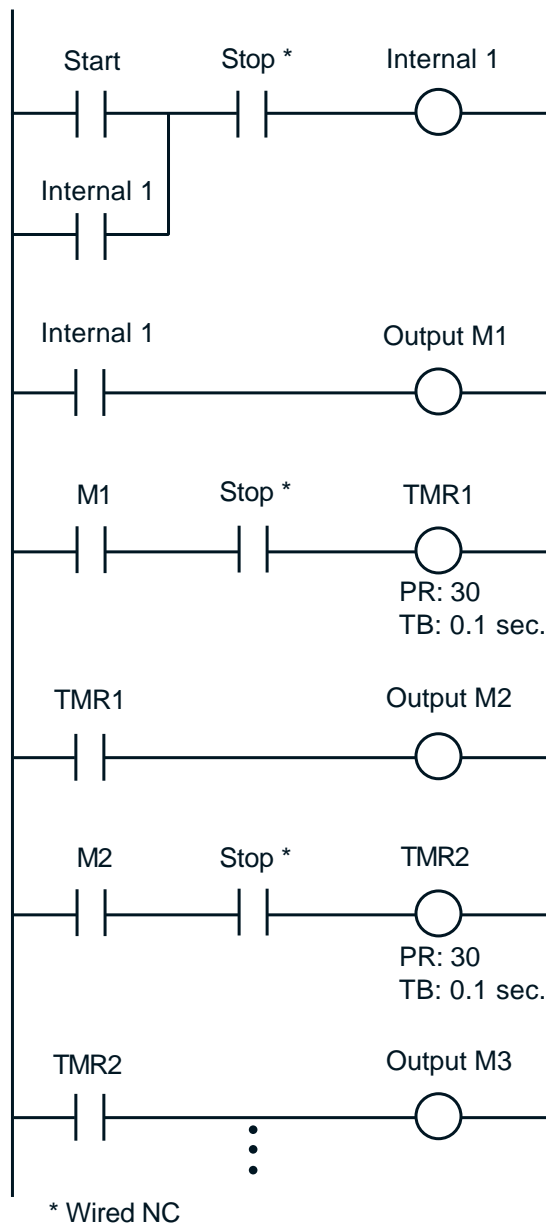 Start Stop * Internal 1
Internal 1
Internal 1 Output M1
M1 Stop * TMR1
PR: 30
TB: 0.1 sec.
TMR1 Output M2
M2 Stop * TMR2
PR: 30
TB: 0.1 sec.
TMR2 Output M3
* Wired NC